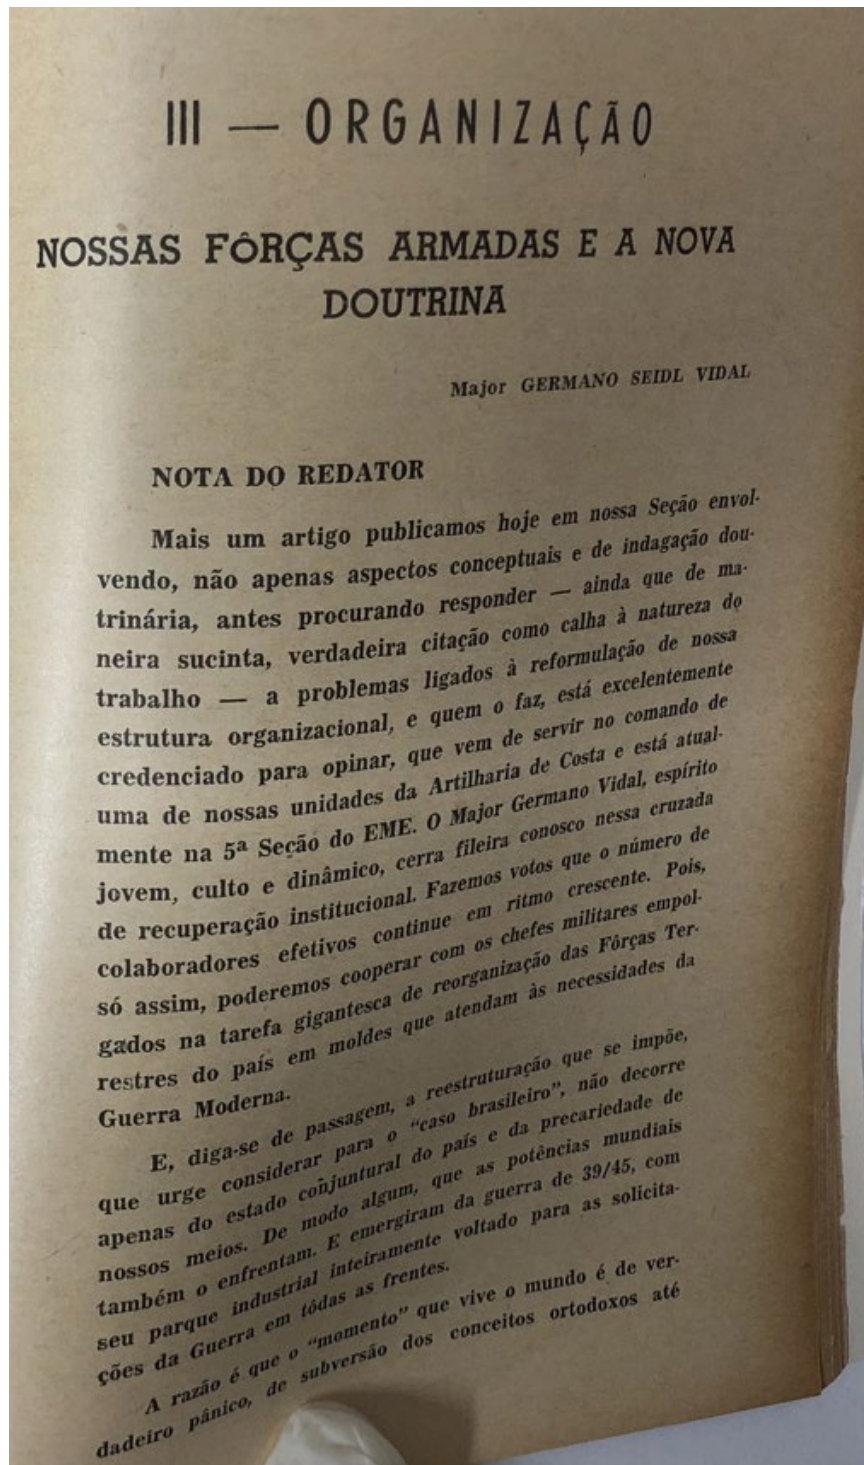 III — ORGANIZAÇÃO
NOSSAS FÔRÇAS ARMADAS E A NOVA
DOUTRINA
Major GERMANO SEIDL VIDAL
NOTA DO REDATOR
Mais um artigo publicamos hoje em nossa Seção envol-
vendo, não apenas aspectos conceptuais e de indagação dou-
trinária, antes procurando responder — ainda que de ma-
neira sucinta, verdadeira citação como calha à natureza do
trabalho — a problemas ligados à reformulação de nossa
estrutura organizacional, e quem o faz, está excelentemente
credenciado para opinar, que vem de servir no comando de
uma de nossas unidades da Artilharia de Costa e está atual-
mente na 5ª Seção do EME. O Major Germano Vidal, espírito
jovem, culto e dinâmico, cerra fileira conosco nessa cruzada
de recuperação institucional. Fazemos votos que o número de
colaboradores efetivos continue em ritmo crescente. Pois,
só assim, poderemos cooperar com os chefes militares empol-
gados na tarefa gigantesca de reorganização das Fôrças Ter-
restres do país em moldes que atendam às necessidades da
Guerra Moderna.
E, diga-se de passagem, a reestruturação que se impõe,
que urge considerar para o "caso brasileiro", não decorre
apenas do estado conjuntural do país e da precariedade de
nossos meios. De modo algum, que as potências mundiais
também o enfrentam. E emergiram da guerra de 39/45, com
seu parque industrial inteiramente voltado para as solicita-
ções da Guerra em tôdas as frentes.
A razão é que o "momento" que vive o mundo é de ver-
dadeiro pânico, de subversão dos conceitos ortodoxos até